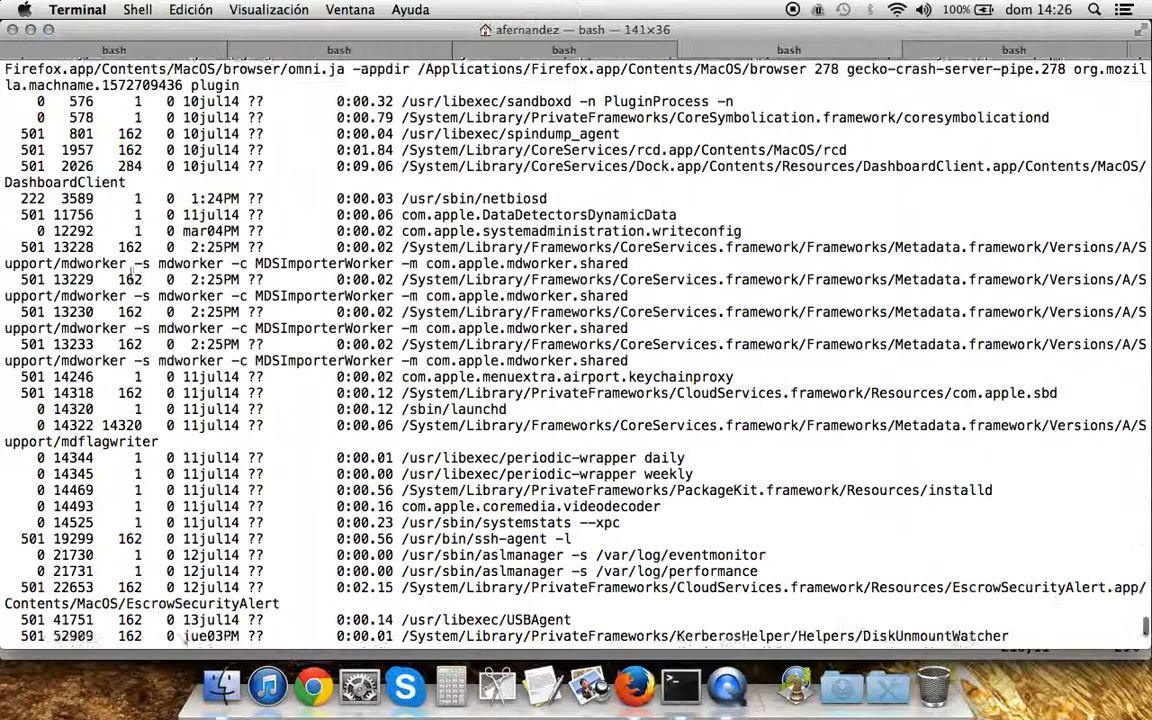 Terminal Shell Edición Visualización Ventana Ayuda 100% dom 14:26
afernandez — bash — 141×36
bash bash bash bash bash
Firefox.app/Contents/MacOS/browser/omni.ja -appdir /Applications/Firefox.app/Contents/MacOS/browser 278 gecko-crash-server-pipe.278 org.mozil
la.machname.1572709436 plugin
0 576 1 0 10jul14 ?? 0:00.32 /usr/libexec/sandboxd -n PluginProcess -n
0 578 1 0 10jul14 ?? 0:00.79 /System/Library/PrivateFrameworks/CoreSymbolication.framework/coresymbolicationd
501 801 162 0 10jul14 ?? 0:00.04 /usr/libexec/spindump_agent
501 1957 162 0 10jul14 ?? 0:01.84 /System/Library/CoreServices/rcd.app/Contents/MacOS/rcd
501 2026 284 0 10jul14 ?? 0:09.06 /System/Library/CoreServices/Dock.app/Contents/Resources/DashboardClient.app/Contents/MacOS/
DashboardClient
222 3589 1 0 1:24PM ?? 0:00.03 /usr/sbin/netbiosd
501 11756 1 0 11jul14 ?? 0:00.06 com.apple.DataDetectorsDynamicData
0 12292 1 0 mar04PM ?? 0:00.02 com.apple.systemadministration.writeconfig
501 13228 162 0 2:25PM ?? 0:00.02 /System/Library/Frameworks/CoreServices.framework/Frameworks/Metadata.framework/Versions/A/S
upport/mdworker -s mdworker -c MDSImporterWorker -m com.apple.mdworker.shared
501 13229 162 0 2:25PM ?? 0:00.02 /System/Library/Frameworks/CoreServices.framework/Frameworks/Metadata.framework/Versions/A/S
upport/mdworker -s mdworker -c MDSImporterWorker -m com.apple.mdworker.shared
501 13230 162 0 2:25PM ?? 0:00.02 /System/Library/Frameworks/CoreServices.framework/Frameworks/Metadata.framework/Versions/A/S
upport/mdworker -s mdworker -c MDSImporterWorker -m com.apple.mdworker.shared
501 13233 162 0 2:25PM ?? 0:00.02 /System/Library/Frameworks/CoreServices.framework/Frameworks/Metadata.framework/Versions/A/S
upport/mdworker -s mdworker -c MDSImporterWorker -m com.apple.mdworker.shared
501 14246 1 0 11jul14 ?? 0:00.02 com.apple.menuextra.airport.keychainproxy
501 14318 162 0 11jul14 ?? 0:00.12 /System/Library/PrivateFrameworks/CloudServices.framework/Resources/com.apple.sbd
0 14320 1 0 11jul14 ?? 0:00.12 /sbin/launchd
0 14322 14320 0 11jul14 ?? 0:00.06 /System/Library/Frameworks/CoreServices.framework/Frameworks/Metadata.framework/Versions/A/S
upport/mdflagwriter
0 14344 1 0 11jul14 ?? 0:00.01 /usr/libexec/periodic-wrapper daily
0 14345 1 0 11jul14 ?? 0:00.00 /usr/libexec/periodic-wrapper weekly
0 14469 1 0 11jul14 ?? 0:00.56 /System/Library/PrivateFrameworks/PackageKit.framework/Resources/installd
0 14493 1 0 11jul14 ?? 0:00.16 com.apple.coremedia.videodecoder
0 14525 1 0 11jul14 ?? 0:00.23 /usr/sbin/systemstats --xpc
501 19299 162 0 11jul14 ?? 0:00.56 /usr/bin/ssh-agent -l
0 21730 1 0 12jul14 ?? 0:00.00 /usr/sbin/aslmanager -s /var/log/eventmonitor
0 21731 1 0 12jul14 ?? 0:00.00 /usr/sbin/aslmanager -s /var/log/performance
501 22653 162 0 12jul14 ?? 0:02.15 /System/Library/PrivateFrameworks/CloudServices.framework/Resources/EscrowSecurityAlert.app/
Contents/MacOS/EscrowSecurityAlert
501 41751 162 0 13jul14 ?? 0:00.14 /usr/libexec/USBAgent
501 52909 162 0 jue03PM ?? 0:00.01 /System/Library/PrivateFrameworks/KerberosHelper/Helpers/DiskUnmountWatcher